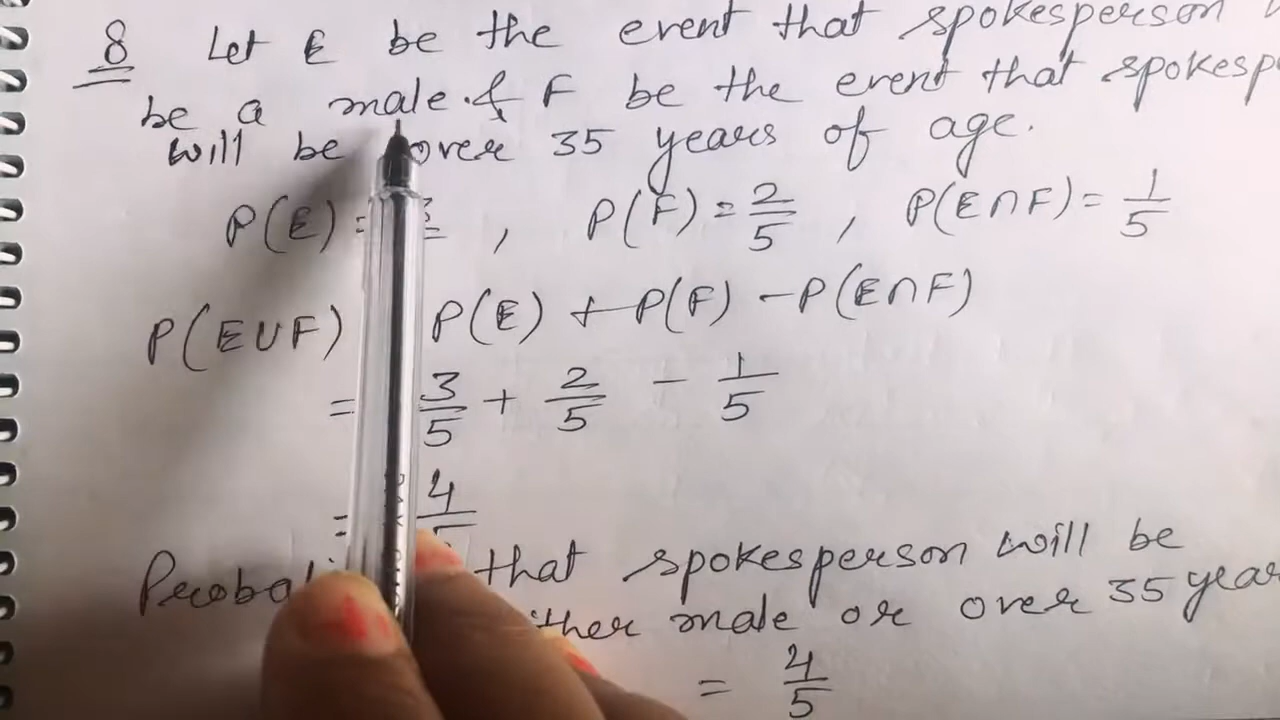 8 Let E be the event that spokesperson
be a male & F be the event that spokesp
will be over 35 years of age.
P(E) = , P(F) = 2/5 , P(E∩F) = 1/5
P(E∪F) P(E) + P(F) - P(E∩F)
= 3/5 + 2/5 - 1/5
= 4
that spokesperson will be
male or over 35 year
= 4/5